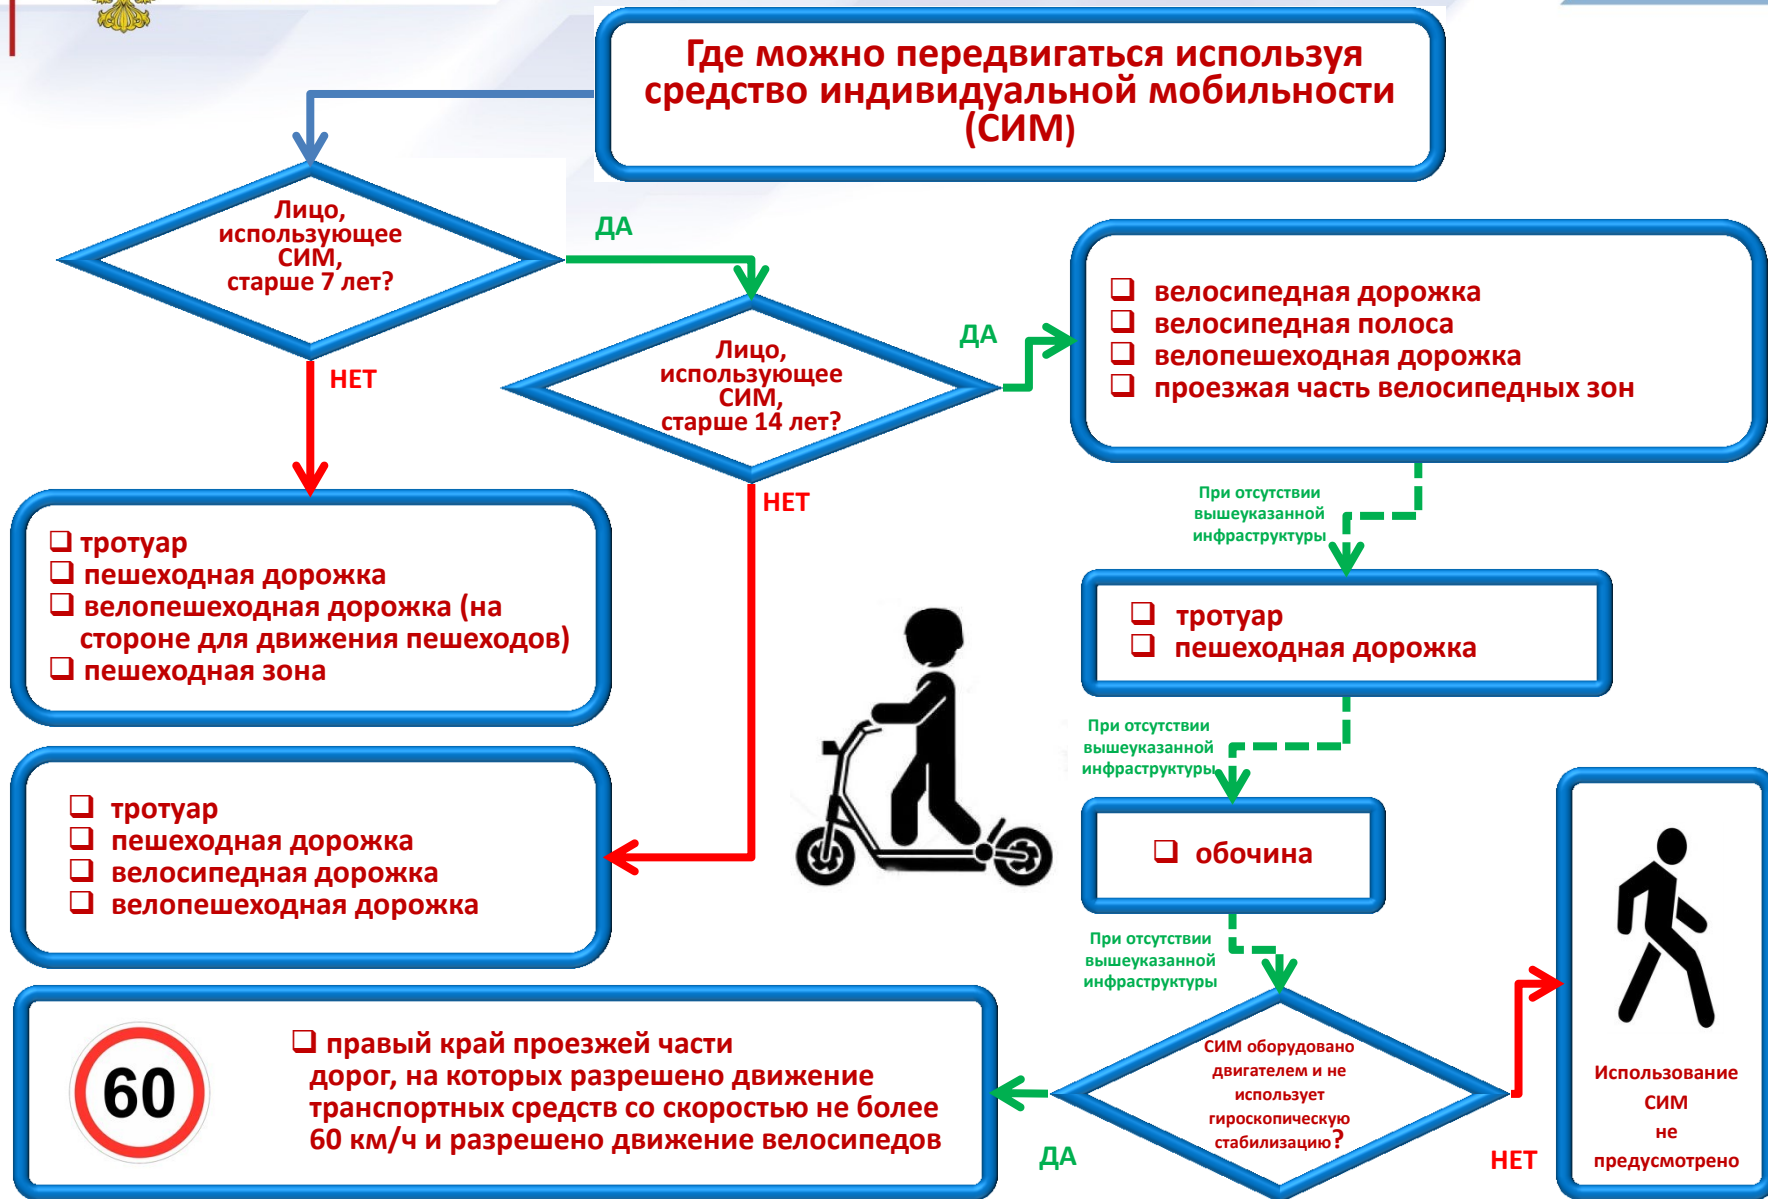 Где можно передвигаться используя
средство индивидуальной мобильности
(СИМ)
Лицо,
использующее
СИМ,
старше 7 лет?
ДА
НЕТ
Лицо,
использующее
СИМ,
старше 14 лет?
ДА
НЕТ
велосипедная дорожка
велосипедная полоса
велопешеходная дорожка
проезжая часть велосипедных зон
При отсутствии
вышеуказанной
инфраструктуры
тротуар
пешеходная дорожка
велопешеходная дорожка (на
стороне для движения пешеходов)
пешеходная зона
тротуар
пешеходная дорожка
При отсутствии
вышеуказанной
инфраструктуры
тротуар
пешеходная дорожка
велосипедная дорожка
велопешеходная дорожка
обочина
При отсутствии
вышеуказанной
инфраструктуры
СИМ оборудовано
двигателем и не
использует
гироскопическую
стабилизацию?
ДА
НЕТ
60
правый край проезжей части
дорог, на которых разрешено движение
транспортных средств со скоростью не более
60 км/ч и разрешено движение велосипедов
Использование
СИМ
не
предусмотрено